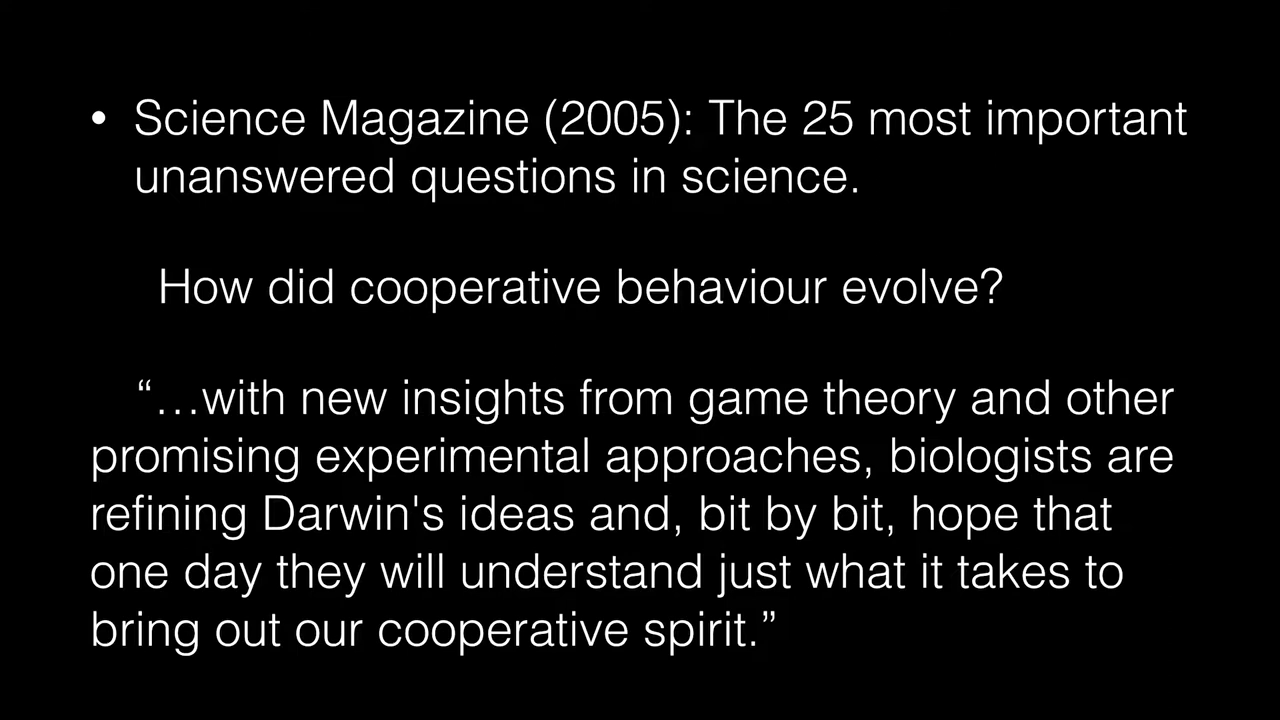 • Science Magazine (2005): The 25 most important
unanswered questions in science.
How did cooperative behaviour evolve?
“…with new insights from game theory and other
promising experimental approaches, biologists are
refining Darwin's ideas and, bit by bit, hope that
one day they will understand just what it takes to
bring out our cooperative spirit.”